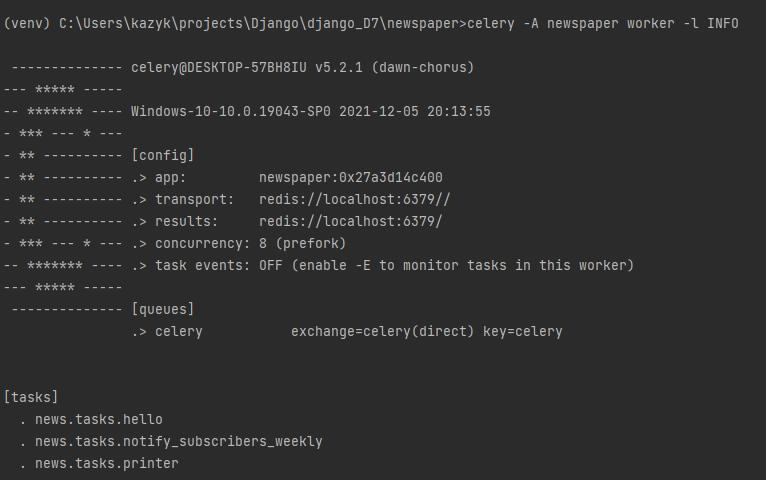 (venv) C:\Users\kazyk\projects\Django\django_D7\newspaper>celery -A newspaper worker -l INFO
 -------------- celery@DESKTOP-57BH8IU v5.2.1 (dawn-chorus)
--- ***** -----
-- ******* ---- Windows-10-10.0.19043-SP0 2021-12-05 20:13:55
- *** --- * ---
- ** ---------- [config]
- ** ---------- .> app:         newspaper:0x27a3d14c400
- ** ---------- .> transport:   redis://localhost:6379//
- ** ---------- .> results:     redis://localhost:6379/
- *** --- * --- .> concurrency: 8 (prefork)
-- ******* ---- .> task events: OFF (enable -E to monitor tasks in this worker)
--- ***** -----
 -------------- [queues]
                .> celery           exchange=celery(direct) key=celery
[tasks]
  . news.tasks.hello
  . news.tasks.notify_subscribers_weekly
  . news.tasks.printer